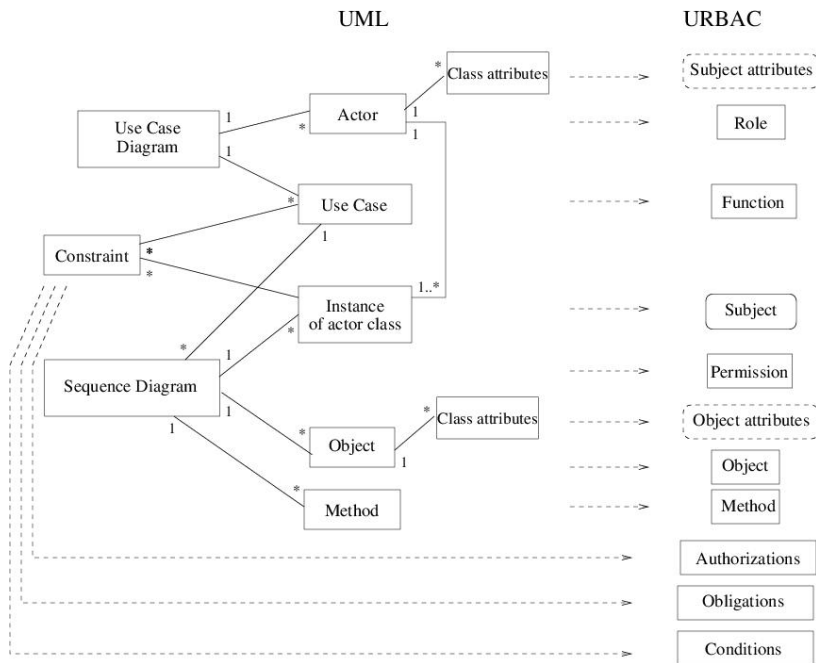 UML
URBAC
Class attributes
Subject attributes
*
1
Actor
1
Role
Use Case
Diagram
*
1
1
*
Use Case
Function
1
Constraint
*
*
1..*
Instance
of actor class
Subject
*
*
1
Sequence Diagram
Permission
1
*
Class attributes
Object attributes
1
*
Object
1
Object
*
Method
Method
Authorizations
Obligations
Conditions